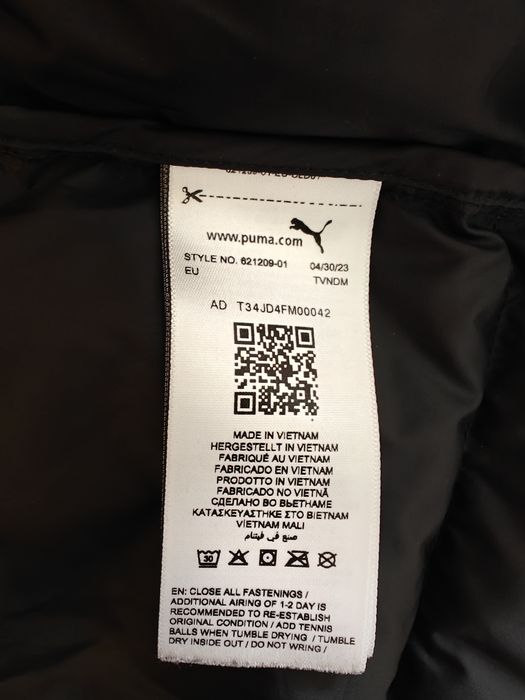 www.puma.com
STYLE NO. 621209-01 04/30/23
EU TVNDM
AD T34JD4FM00042
MADE IN VIETNAM
HERGESTELLT IN VIETNAM
FABRIQUÉ AU VIETNAM
FABRICADO EN VIETNAM
PRODOTTO IN VIETNAM
FABRICADO NO VIETNÃ
СДЕЛАНО ВО ВЬЕТНАМЕ
ΚΑΤΑΣΚΕΥΑΣΤΗΚΕ ΣΤΟ ΒΙΕΤΝΑΜ
VİETNAM MALI
صنع في فيتنام
30
EN: CLOSE ALL FASTENINGS /
ADDITIONAL AIRING OF 1-2 DAY IS
RECOMMENDED TO RE-ESTABLISH
ORIGINAL CONDITION / ADD TENNIS
BALLS WHEN TUMBLE DRYING / TUMBLE
DRY INSIDE OUT / DO NOT WRING /